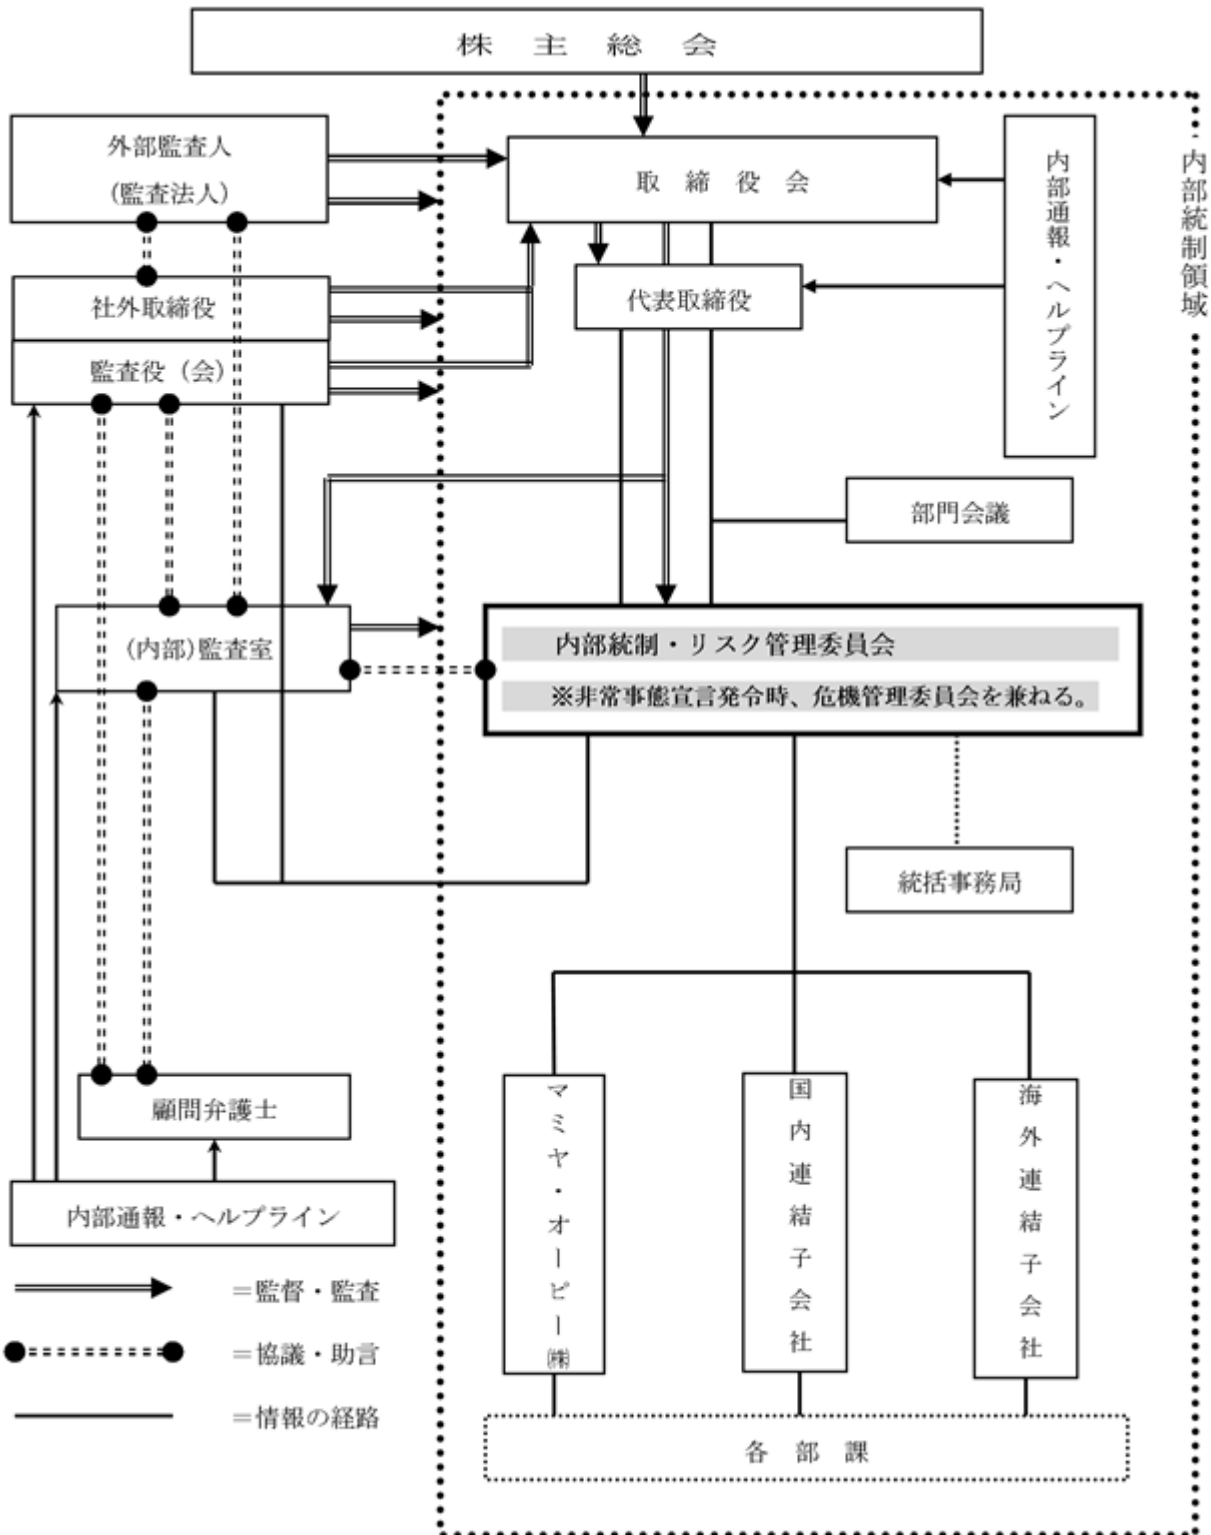 株 主 総 会
外部監査人
(監査法人)
取 締 役 会
内部通報・ヘルプライン
内部統制領域
社外取締役
代表取締役
監査役（会）
部門会議
(内部)監査室
内部統制・リスク管理委員会
※非常事態宣言発令時、危機管理委員会を兼ねる。
統括事務局
顧問弁護士
マミヤ・オーピー㈱
国内連結子会社
海外連結子会社
内部通報・ヘルプライン
＝監督・監査
＝協議・助言
＝情報の経路
各 部 課